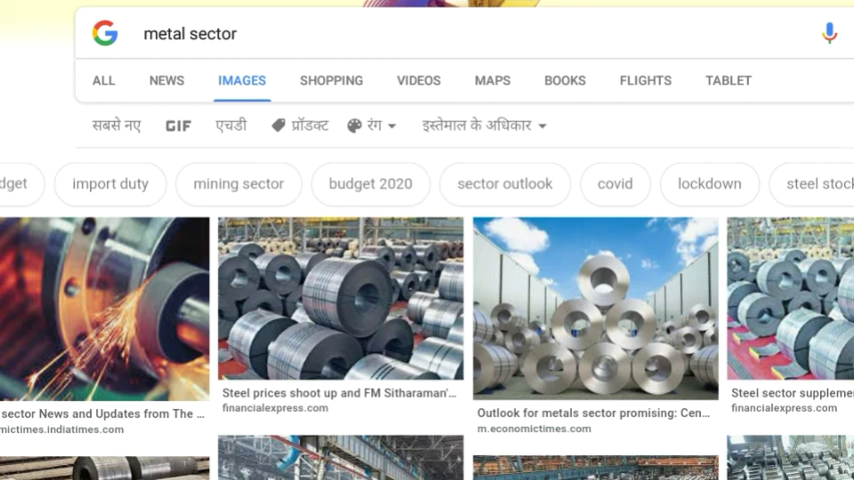 metal sector
ALL NEWS IMAGES SHOPPING VIDEOS MAPS BOOKS FLIGHTS TABLET
सबसे नए GIF एचडी प्रॉडक्ट रंग इस्तेमाल के अधिकार
dget import duty mining sector budget 2020 sector outlook covid lockdown steel stock
sector News and Updates from The ...
mictimes.indiatimes.com
Steel prices shoot up and FM Sitharaman'...
financialexpress.com
Outlook for metals sector promising: Cen...
m.economictimes.com
Steel sector suppleme
financialexpress.com